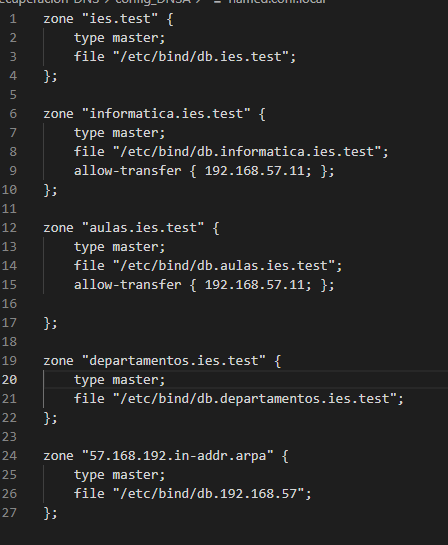 ecuperacion-DNS > config_DNSA > named.conf.local
1 zone "ies.test" {
2     type master;
3     file "/etc/bind/db.ies.test";
4 };
5
6 zone "informatica.ies.test" {
7     type master;
8     file "/etc/bind/db.informatica.ies.test";
9     allow-transfer { 192.168.57.11; };
10 };
11
12 zone "aulas.ies.test" {
13     type master;
14     file "/etc/bind/db.aulas.ies.test";
15     allow-transfer { 192.168.57.11; };
16
17 };
18
19 zone "departamentos.ies.test" {
20     type master;
21     file "/etc/bind/db.departamentos.ies.test";
22 };
23
24 zone "57.168.192.in-addr.arpa" {
25     type master;
26     file "/etc/bind/db.192.168.57";
27 };